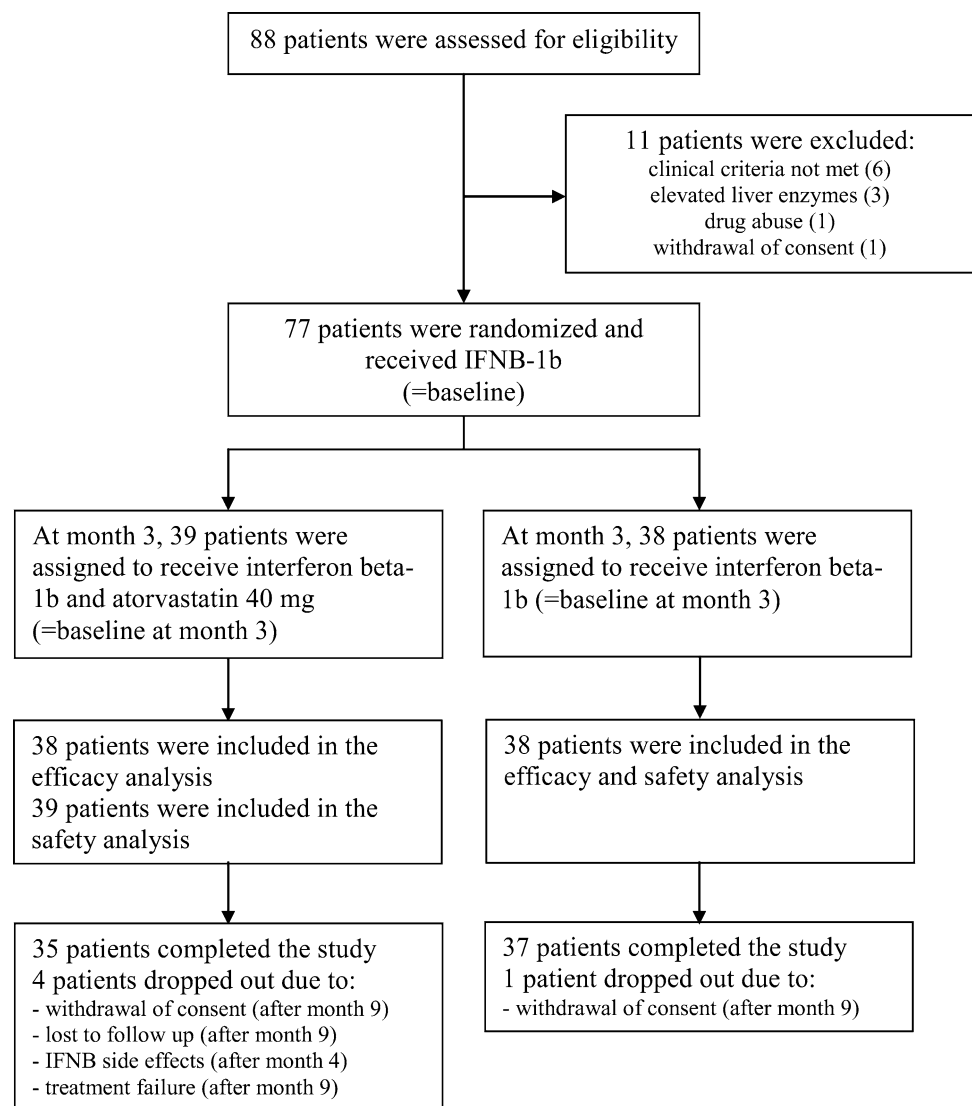 88 patients were assessed for eligibility
11 patients were excluded:
clinical criteria not met (6)
elevated liver enzymes (3)
drug abuse (1)
withdrawal of consent (1)
77 patients were randomized and
received IFNB-1b
(=baseline)
At month 3, 39 patients were
assigned to receive interferon beta-
1b and atorvastatin 40 mg
(=baseline at month 3)
At month 3, 38 patients were
assigned to receive interferon beta-
1b (=baseline at month 3)
38 patients were included in the
efficacy analysis
39 patients were included in the
safety analysis
38 patients were included in the
efficacy and safety analysis
35 patients completed the study
4 patients dropped out due to:
- withdrawal of consent (after month 9)
- lost to follow up (after month 9)
- IFNB side effects (after month 4)
- treatment failure (after month 9)
37 patients completed the study
1 patient dropped out due to:
- withdrawal of consent (after month 9)